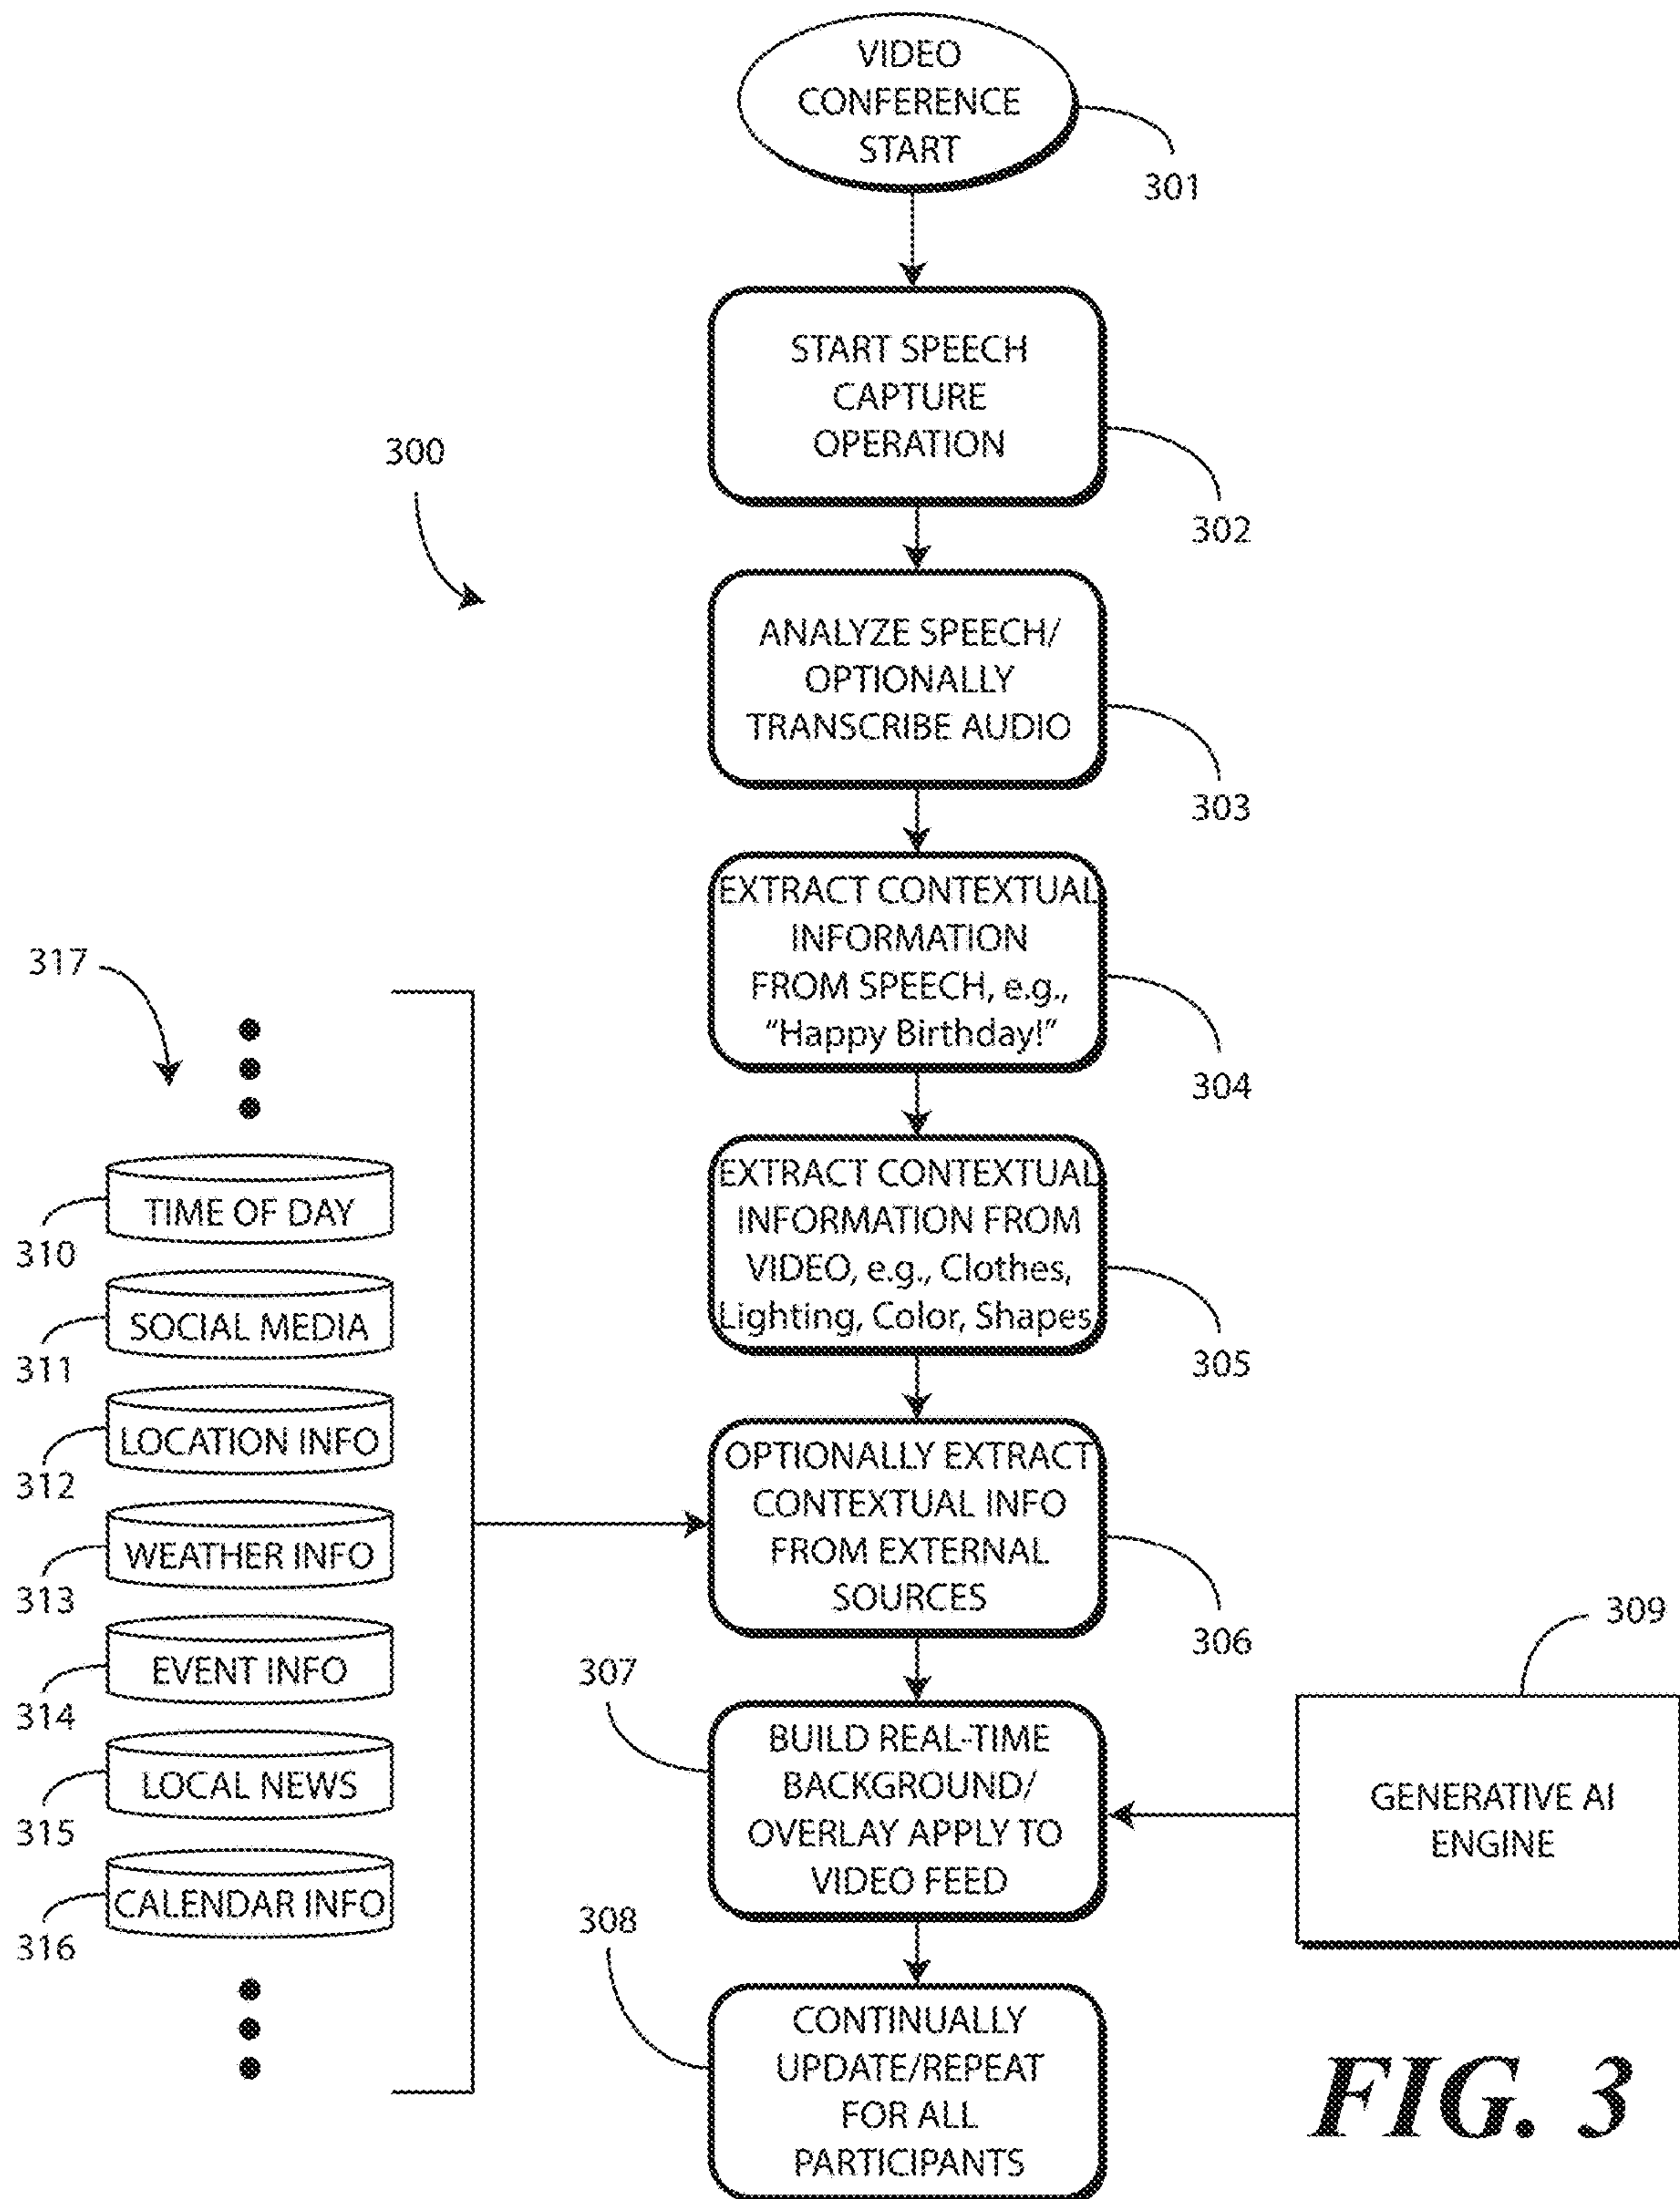 VIDEO
CONFERENCE
START
301
START SPEECH
CAPTURE
OPERATION
302
300
ANALYZE SPEECH/
OPTIONALLY
TRANSCRIBE AUDIO
303
EXTRACT CONTEXTUAL
INFORMATION
FROM SPEECH, e.g.,
“Happy Birthday!”
304
317
EXTRACT CONTEXTUAL
INFORMATION FROM
VIDEO, e.g., Clothes,
Lighting, Color, Shapes
305
TIME OF DAY
310
SOCIAL MEDIA
311
LOCATION INFO
312
WEATHER INFO
313
EVENT INFO
314
LOCAL NEWS
315
CALENDAR INFO
316
OPTIONALLY EXTRACT
CONTEXTUAL INFO
FROM EXTERNAL
SOURCES
306
307
BUILD REAL-TIME
BACKGROUND/
OVERLAY APPLY TO
VIDEO FEED
309
GENERATIVE AI
ENGINE
308
CONTINUALLY
UPDATE/REPEAT
FOR ALL
PARTICIPANTS
FIG. 3